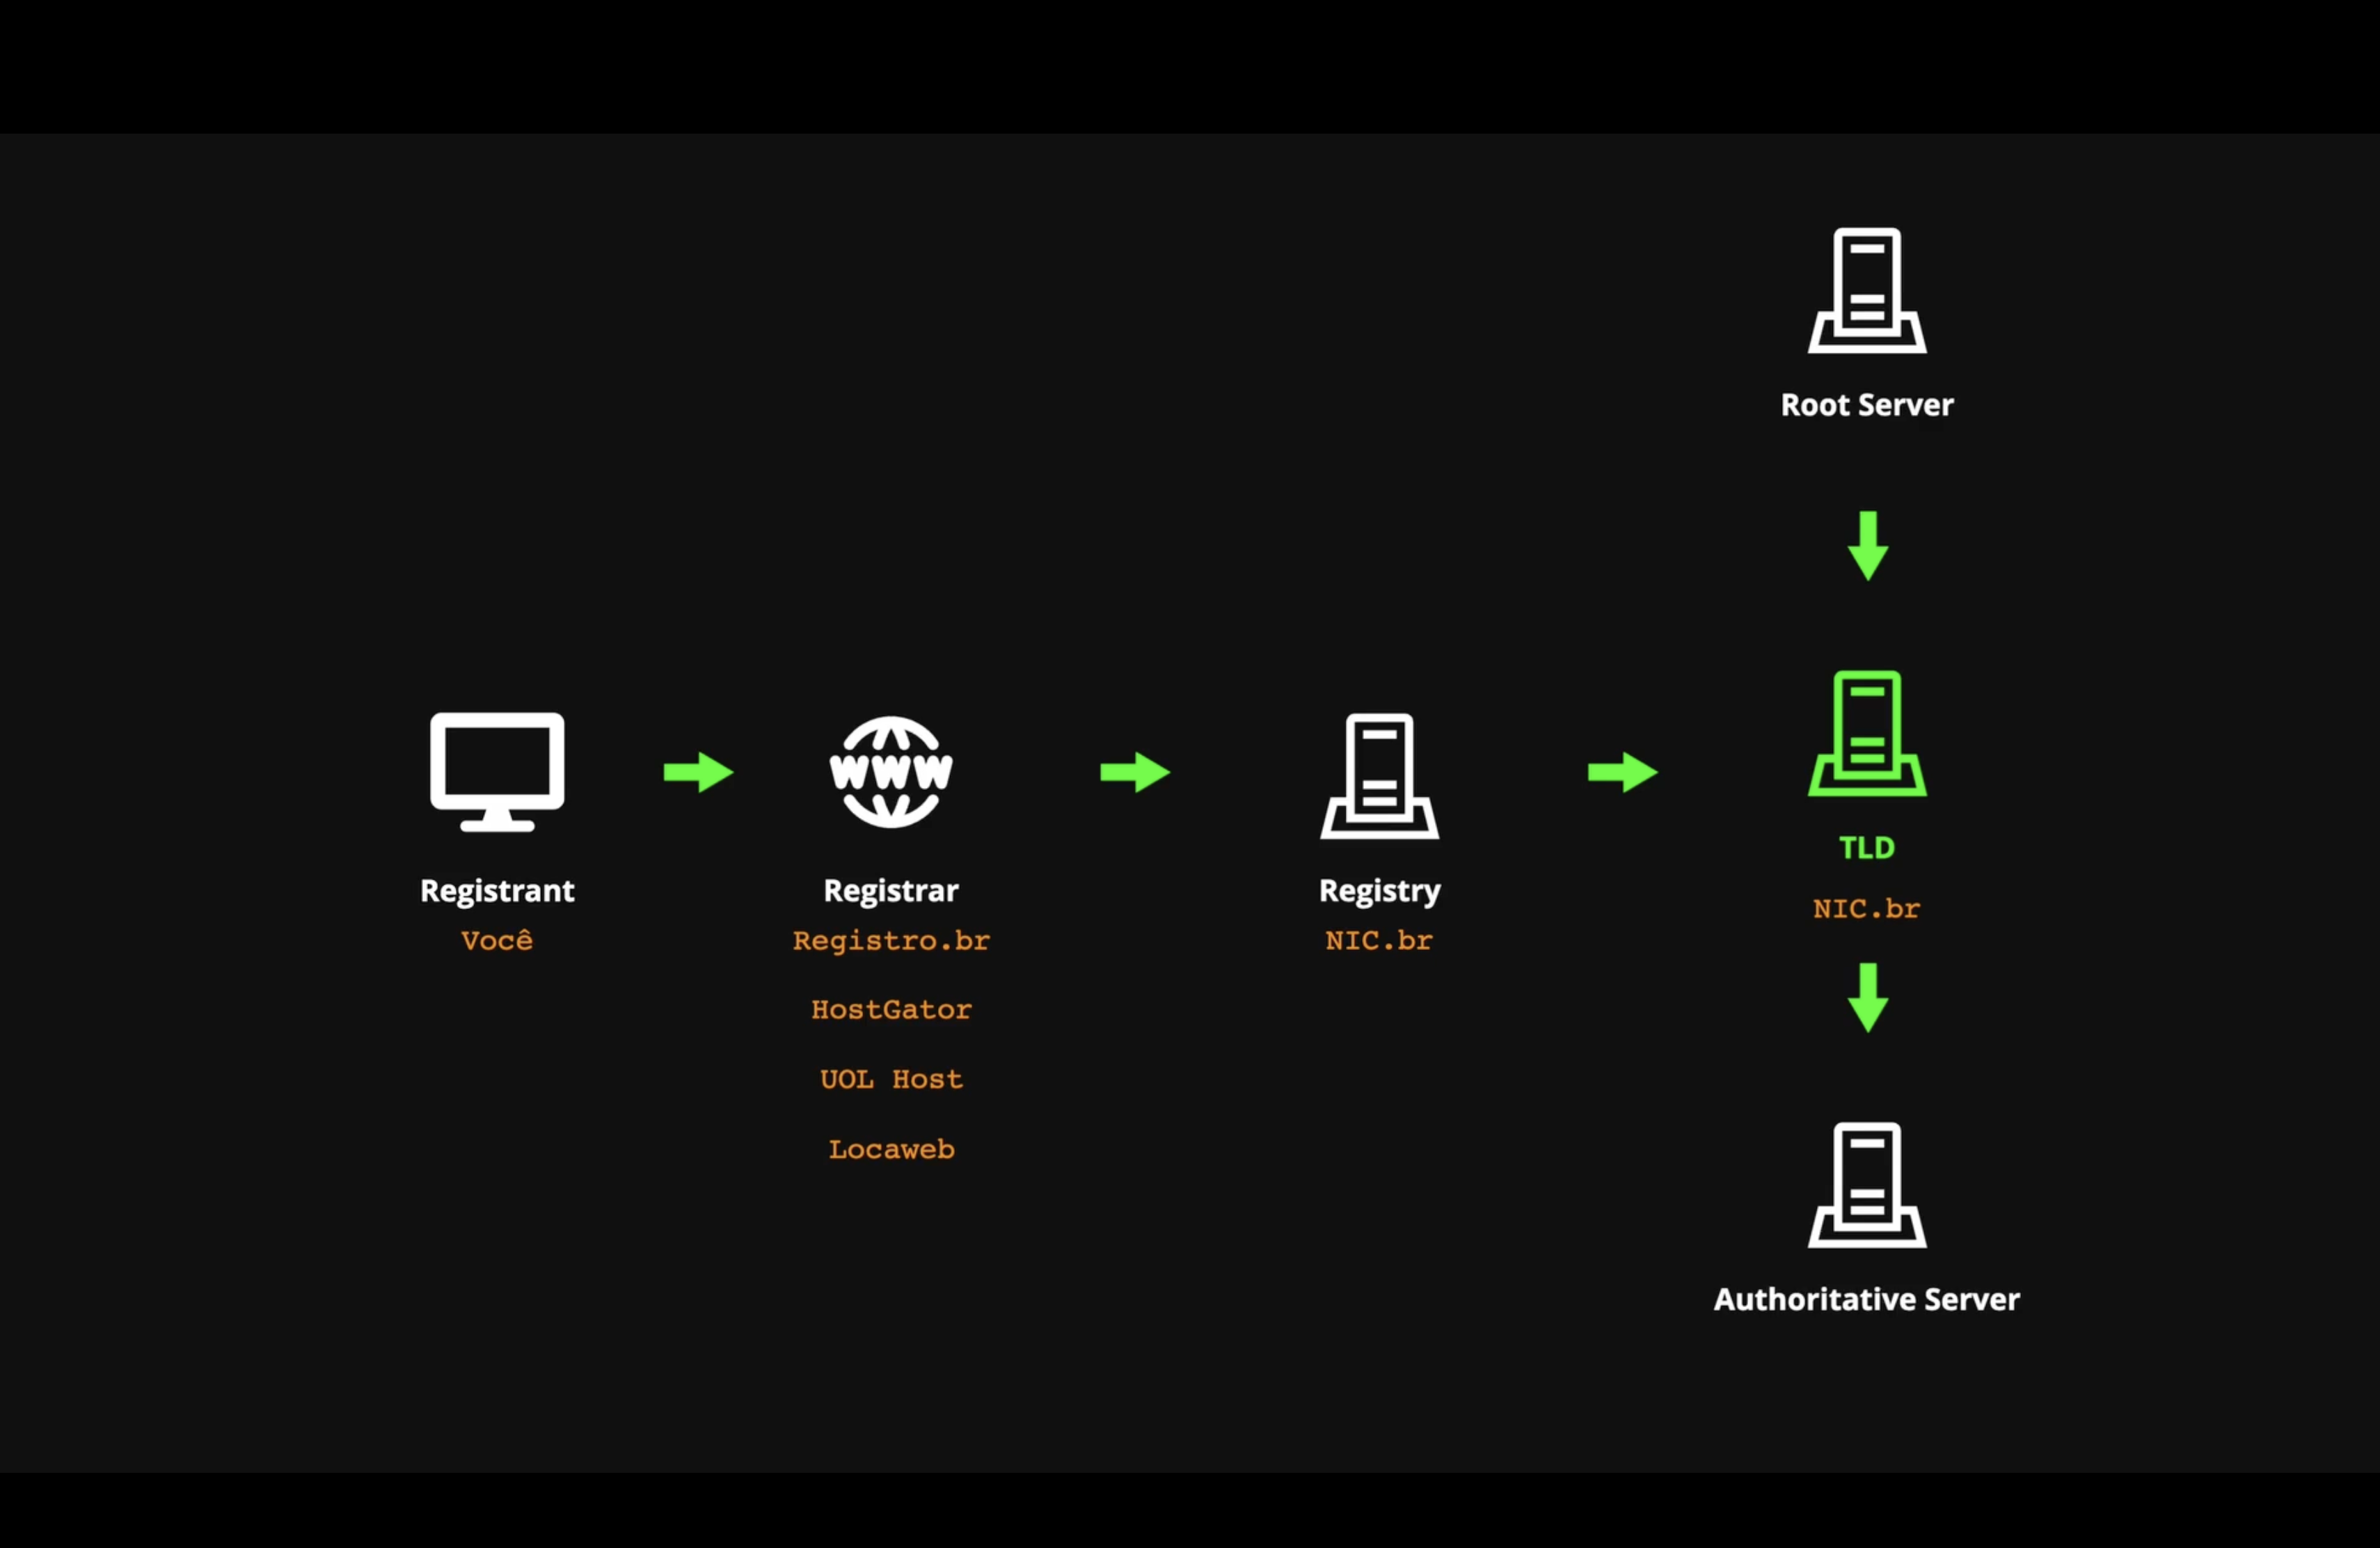 Root Server
Registrant
Você
www
Registrar
Registro.br
HostGator
UOL Host
Locaweb
Registry
NIC.br
TLD
NIC.br
Authoritative Server